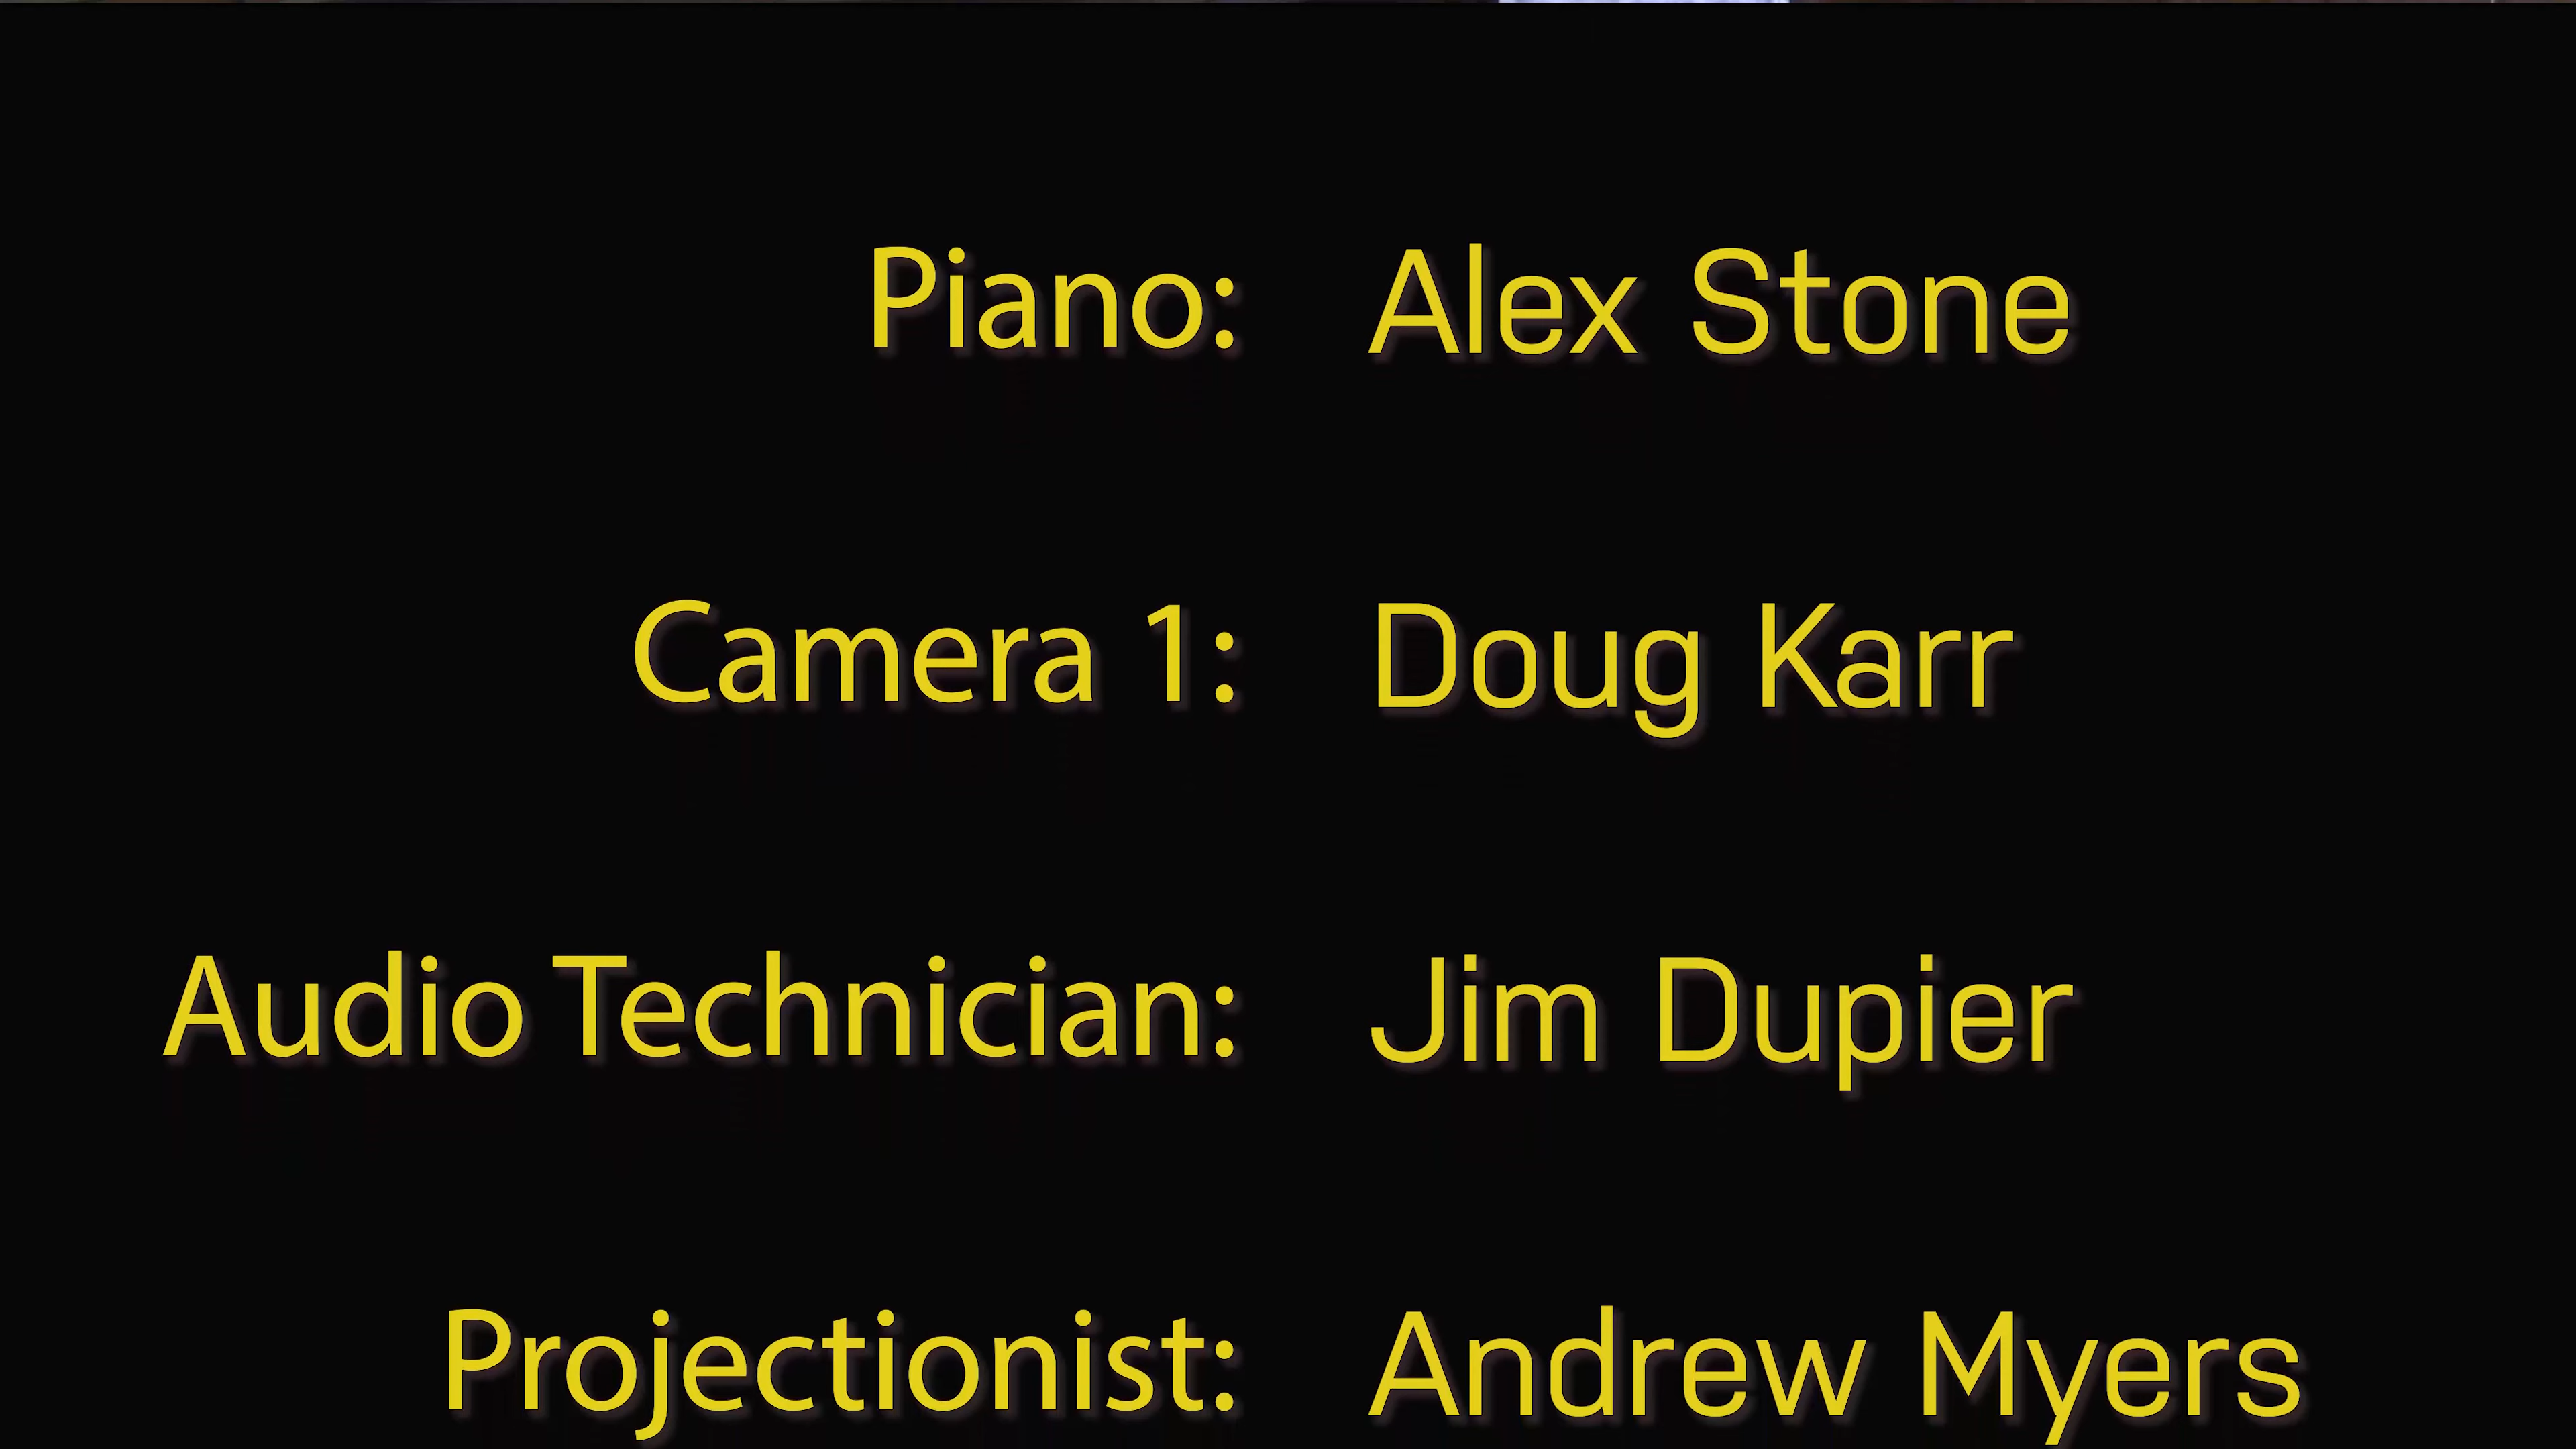 Piano: Alex Stone
Camera 1: Doug Karr
Audio Technician: Jim Dupier
Projectionist: Andrew Myers